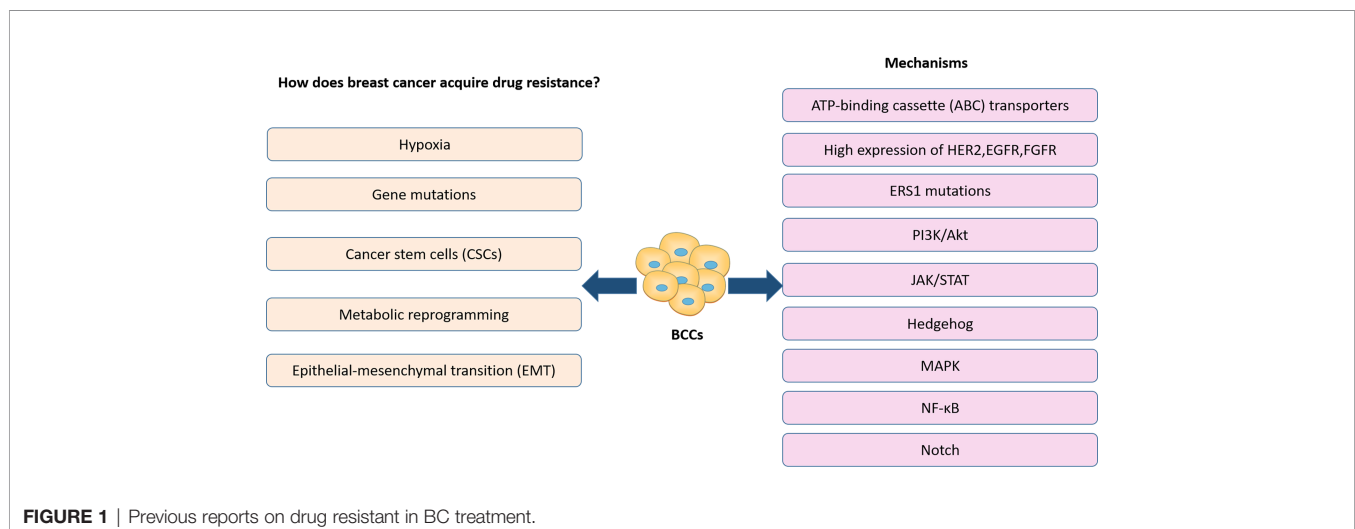 How does breast cancer acquire drug resistance?
Hypoxia
Gene mutations
Cancer stem cells (CSCs)
Metabolic reprogramming
Epithelial-mesenchymal transition (EMT)
BCCs
Mechanisms
ATP-binding cassette (ABC) transporters
High expression of HER2,EGFR,FGFR
ERS1 mutations
PI3K/Akt
JAK/STAT
Hedgehog
MAPK
NF-κB
Notch
FIGURE 1 | Previous reports on drug resistant in BC treatment.